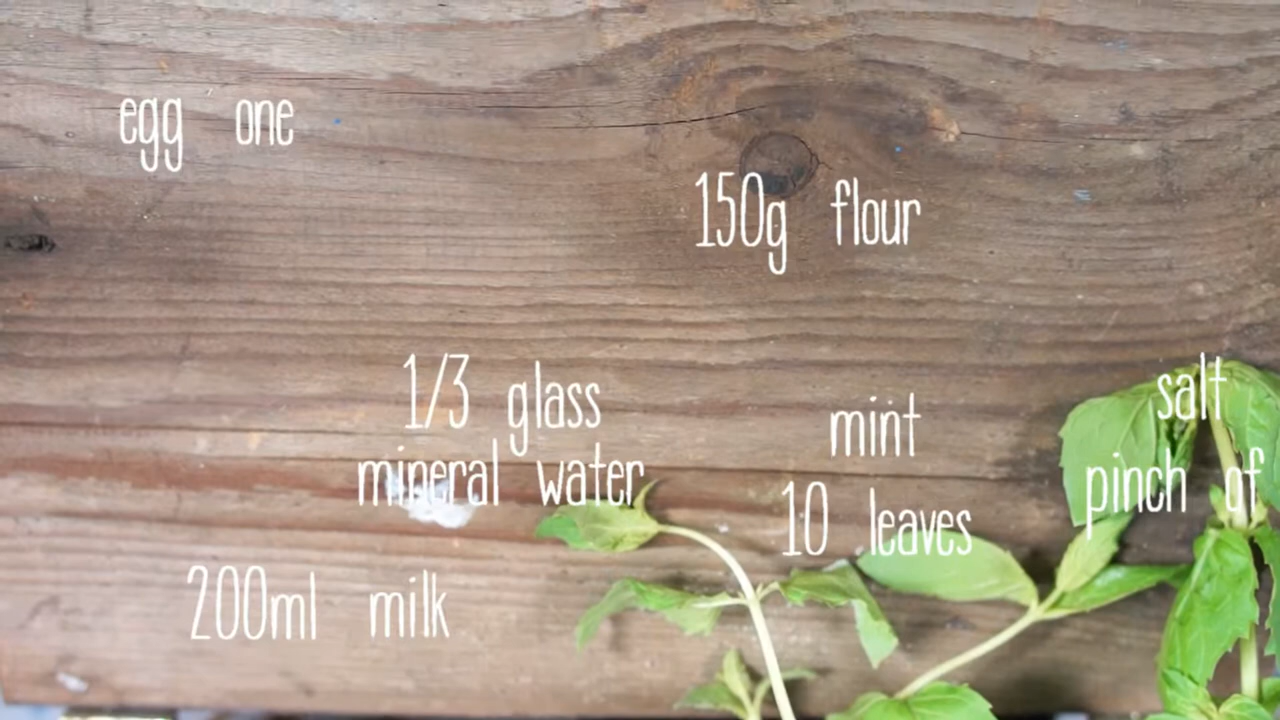 egg one
150g flour
1/3 glass
mineral water
mint
10 leaves
salt
pinch of
200ml milk